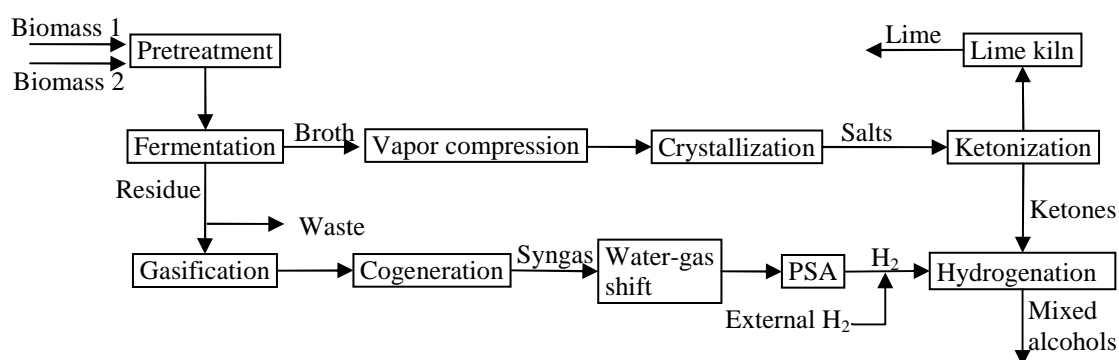 Biomass 1
Biomass 2
Pretreatment
Lime
Lime kiln
Fermentation
Broth
Vapor compression
Crystallization
Salts
Ketonization
Residue
Waste
Ketones
Gasification
Cogeneration
Syngas
Water-gas
shift
PSA
H₂
Hydrogenation
External H₂
Mixed
alcohols